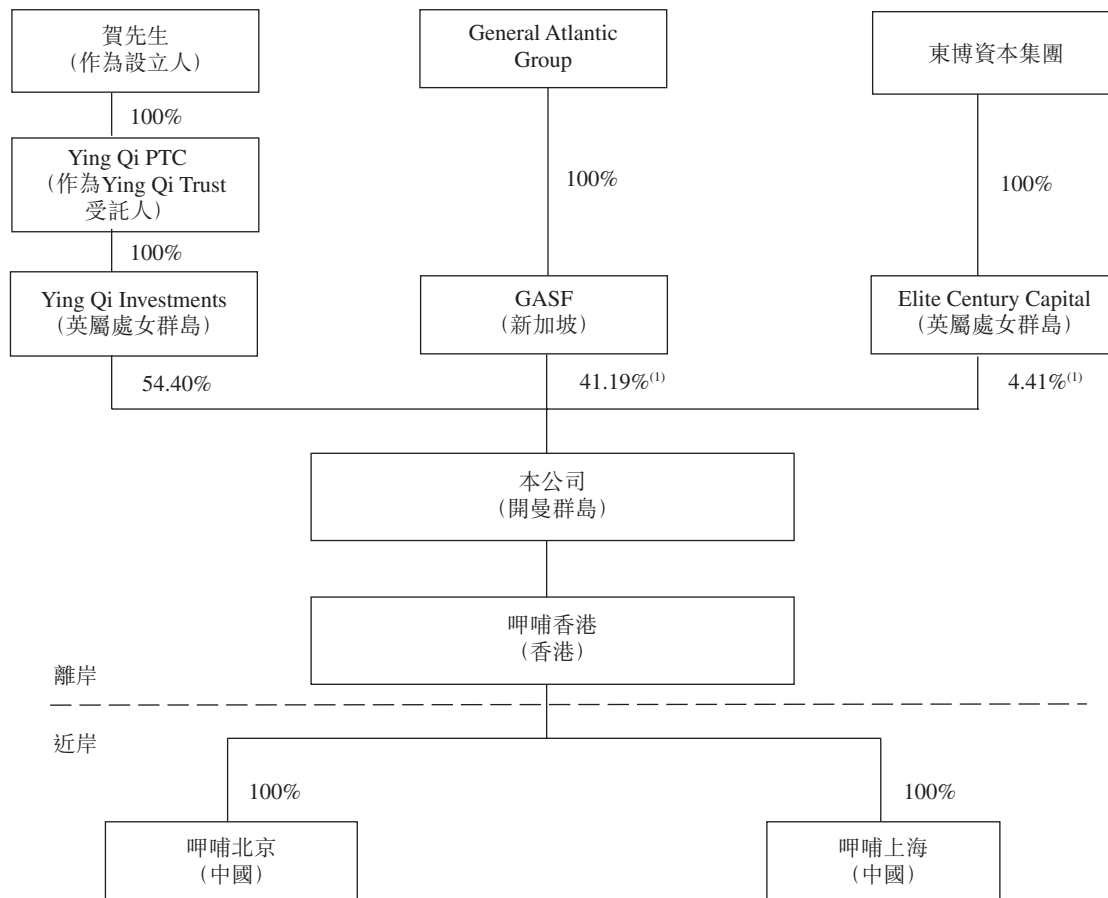 賀先生
(作為設立人)
General Atlantic
Group
東博資本集團
100%
Ying Qi PTC
(作為Ying Qi Trust
受託人)
100%
100%
100%
Ying Qi Investments
(英屬處女群島)
GASF
(新加坡)
Elite Century Capital
(英屬處女群島)
54.40%
41.19%(1)
4.41%(1)
本公司
(開曼群島)
呷哺香港
(香港)
離岸
近岸
100%
100%
呷哺北京
(中國)
呷哺上海
(中國)